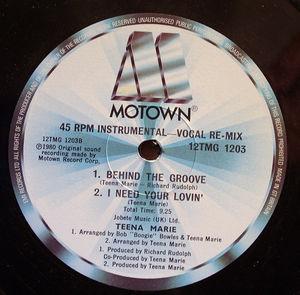 MOTOWN®
45 RPM INSTRUMENTAL—VOCAL RE-MIX
12TMG 1203B
12TMG 1203
℗1980 Original sound
recording made by
Motown Record Corp.
1. BEHIND THE GROOVE
(Teena Marie – Richard Rudolph)
2. I NEED YOUR LOVIN'
(Teena Marie)
Total Time: 9.25
Jobete Music (UK) Ltd.
TEENA MARIE
1. Arranged by Bob "Boogie" Bowles & Teena Marie
2. Arranged by Teena Marie
1. Produced by Richard Rudolph
Co-Produced by Teena Marie
2. Produced by Teena Marie